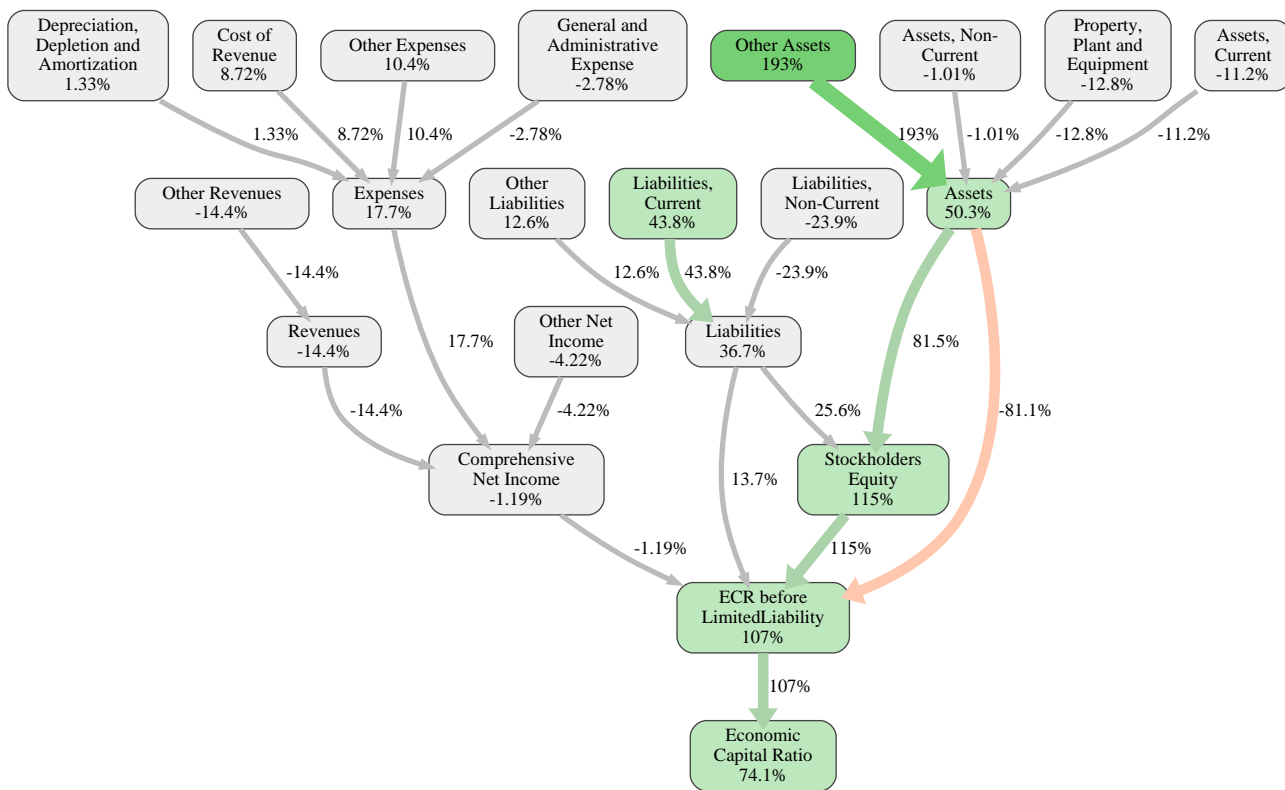 Depreciation,
Depletion and
Amortization
1.33%
Cost of
Revenue
8.72%
Other Expenses
10.4%
General and
Administrative
Expense
-2.78%
Other Assets
193%
Assets, Non-
Current
-1.01%
Property,
Plant and
Equipment
-12.8%
Assets,
Current
-11.2%
1.33%
8.72%
10.4%
-2.78%
193%
-1.01%
-12.8%
-11.2%
Other Revenues
-14.4%
Expenses
17.7%
Other
Liabilities
12.6%
Liabilities,
Current
43.8%
Liabilities,
Non-Current
-23.9%
Assets
50.3%
-14.4%
12.6%
43.8%
-23.9%
Revenues
-14.4%
17.7%
Other Net
Income
-4.22%
Liabilities
36.7%
81.5%
-14.4%
-4.22%
25.6%
-81.1%
Comprehensive
Net Income
-1.19%
13.7%
Stockholders
Equity
115%
-1.19%
115%
ECR before
LimitedLiability
107%
107%
Economic
Capital Ratio
74.1%